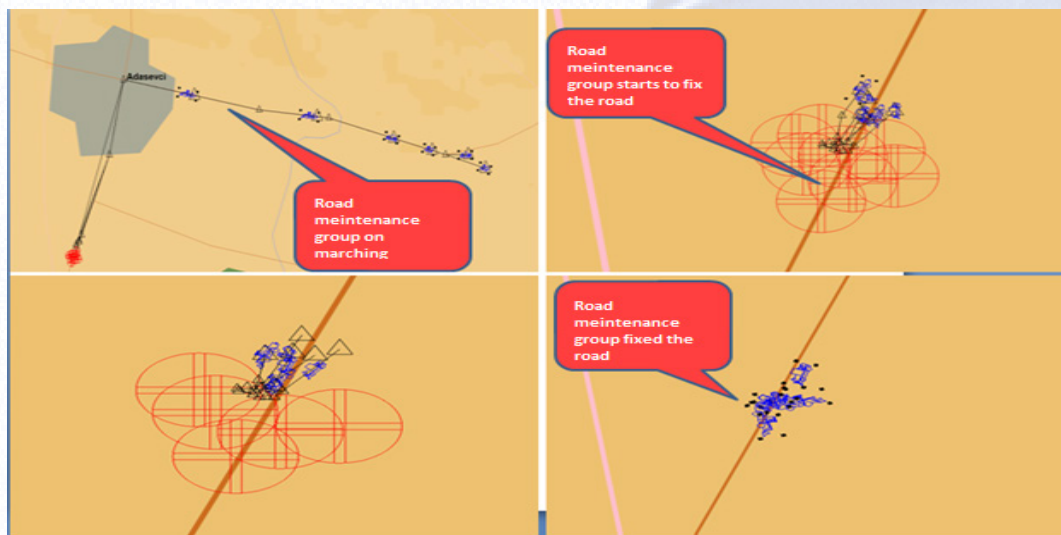 Adasevci
Road
meintenance
group on
marching
Road
meintenance
group starts to fix
the road
Road
meintenance
group fixed the
road